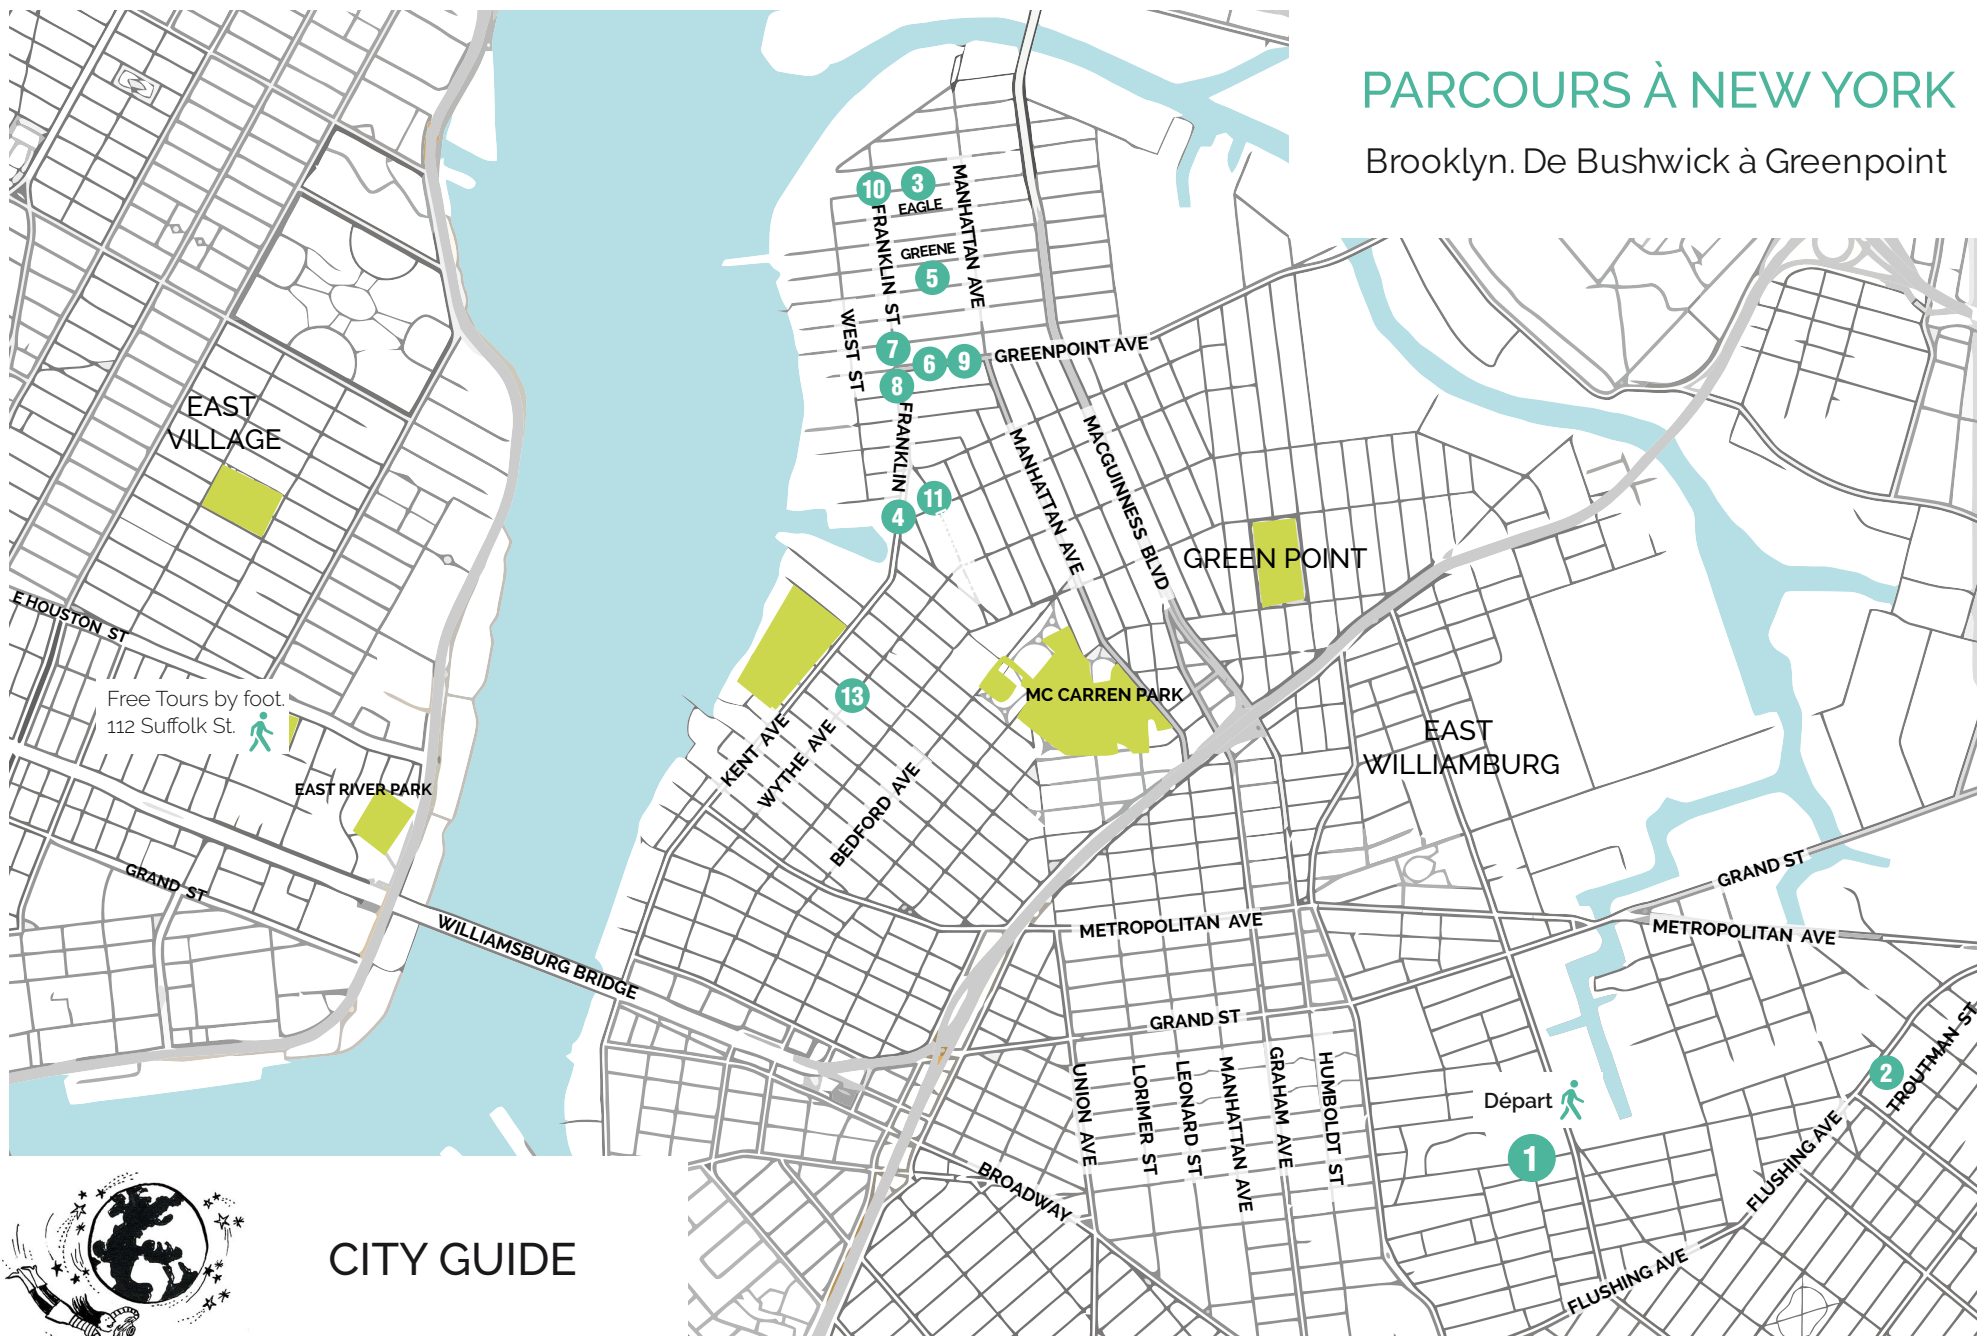 PARCOURS À NEW YORK
Brooklyn. De Bushwick à Greenpoint
10
3
EAGLE
MANHATTAN AVE
FRANKLIN ST
GREENE
5
WEST ST
7
6
9
GREENPOINT AVE
8
EAST
VILLAGE
FRANKLIN
MANHATTAN AVE
MACGUINNESS BLVD
11
4
GREEN POINT
E HOUSTON ST
Free Tours by foot.
112 Suffolk St.
13
MC CARREN PARK
KENT AVE
WYTHE AVE
BEDFORD AVE
EAST
WILLIAMBURG
EAST RIVER PARK
GRAND ST
GRAND ST
WILLIAMSBURG BRIDGE
METROPOLITAN AVE
METROPOLITAN AVE
GRAND ST
UNION AVE
LORIMER ST
LEONARD ST
MANHATTAN AVE
GRAHAM AVE
HUMBOLDT ST
TROUTMAN ST
2
Départ
1
FLUSHING AVE
BROADWAY
FLUSHING AVE
CITY GUIDE